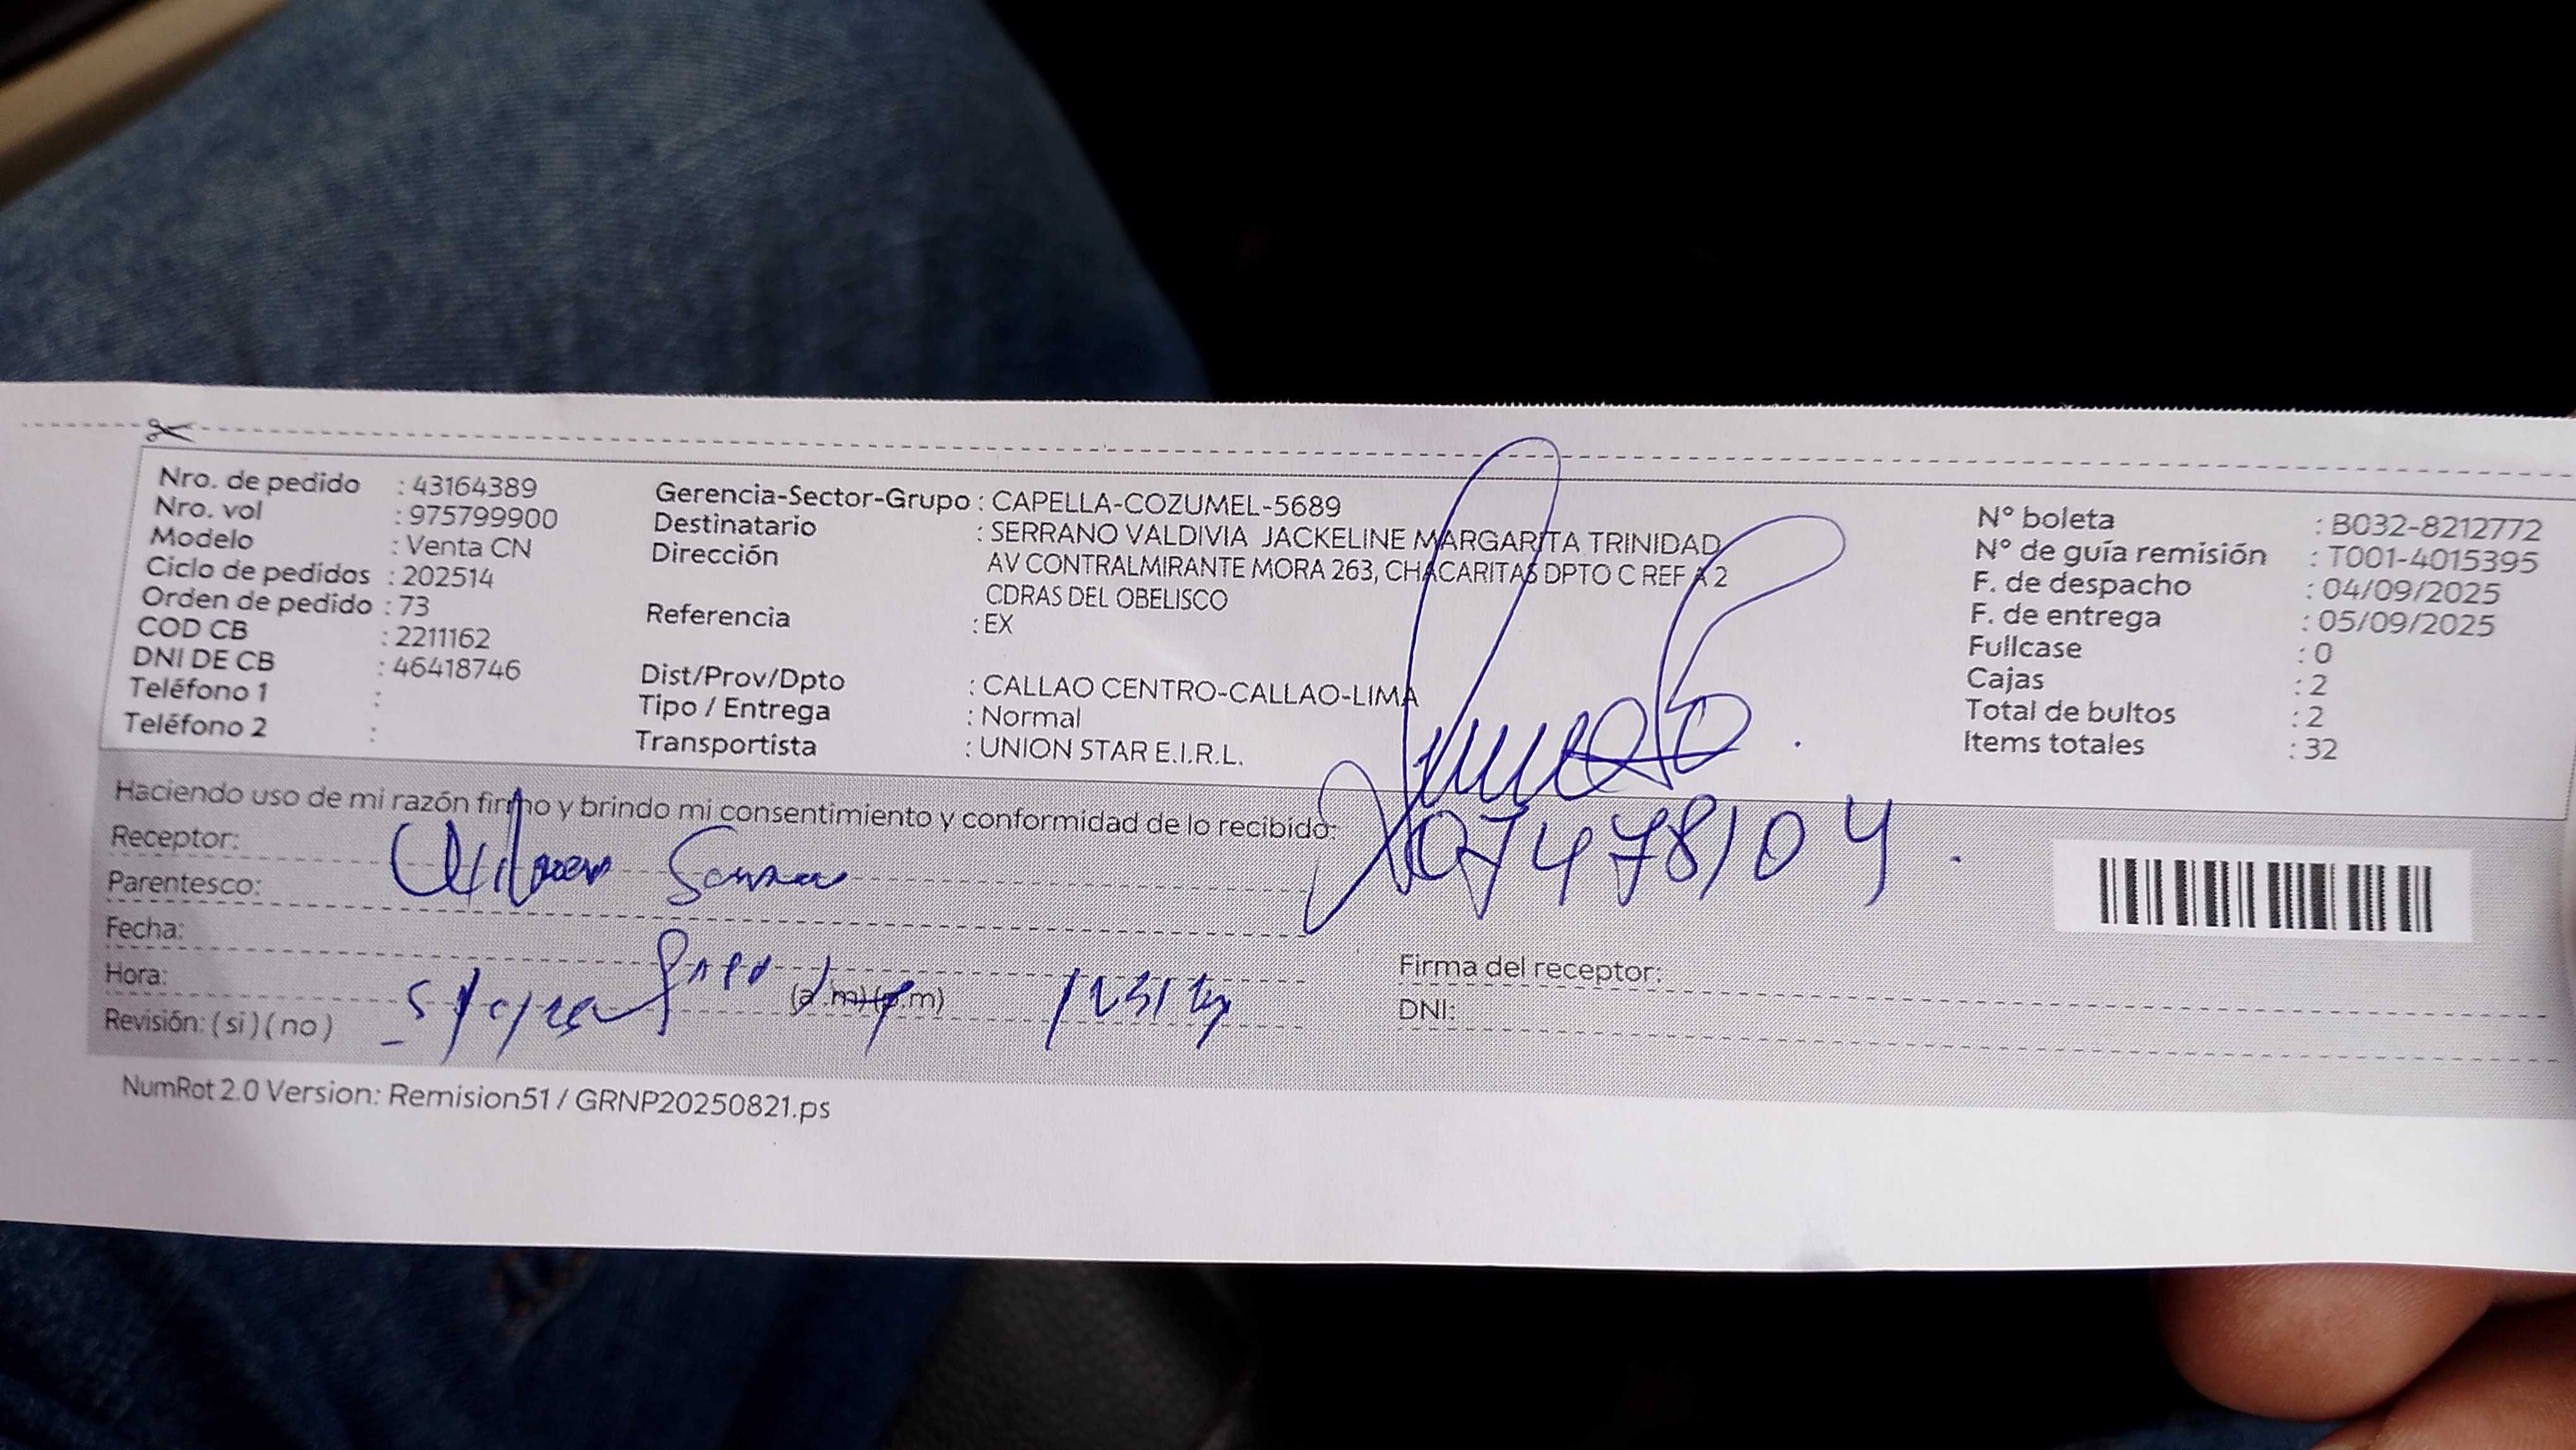 Nro. de pedido : 43164389
Nro. vol : 975799900
Modelo : Venta CN
Ciclo de pedidos : 202514
Orden de pedido : 73
COD CB : 2211162
DNI DE CB : 46418746
Teléfono 1 :
Teléfono 2 :
Gerencia-Sector-Grupo : CAPELLA-COZUMEL-5689
Destinatario : SERRANO VALDIVIA JACKELINE MARGARITA TRINIDAD
Dirección AV CONTRALMIRANTE MORA 263, CHACARITAS DPTO C REF A 2
CDRAS DEL OBELISCO
Referencia : EX
Dist/Prov/Dpto : CALLAO CENTRO-CALLAO-LIMA
Tipo / Entrega : Normal
Transportista : UNION STAR E.I.R.L.
N° boleta : B032-8212772
N° de guía remisión : T001-4015395
F. de despacho : 04/09/2025
F. de entrega : 05/09/2025
Fullcase : 0
Cajas : 2
Total de bultos : 2
Items totales : 32
Haciendo uso de mi razón firmo y brindo mi consentimiento y conformidad de lo recibido:
Receptor:
Parentesco:
Fecha:
Hora: (a.m)(p.m)
Revisión: ( si ) ( no )
07478104
Firma del receptor:
DNI:
NumRot 2.0 Version: Remision51 / GRNP20250821.ps